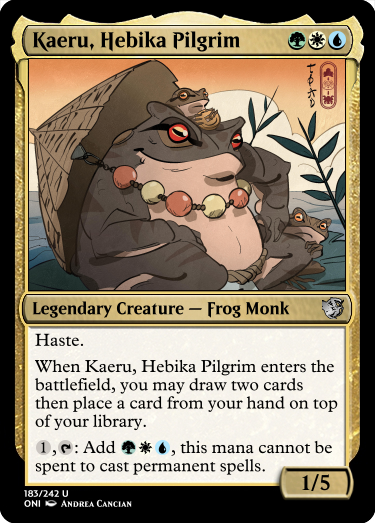 Kaeru, Hebika Pilgrim
Legendary Creature — Frog Monk
Haste.
When Kaeru, Hebika Pilgrim enters the
battlefield, you may draw two cards
then place a card from your hand on top
of your library.
1, : Add , this mana cannot be
spent to cast permanent spells.
1/5
183/242 U
ONI Andrea Cancian